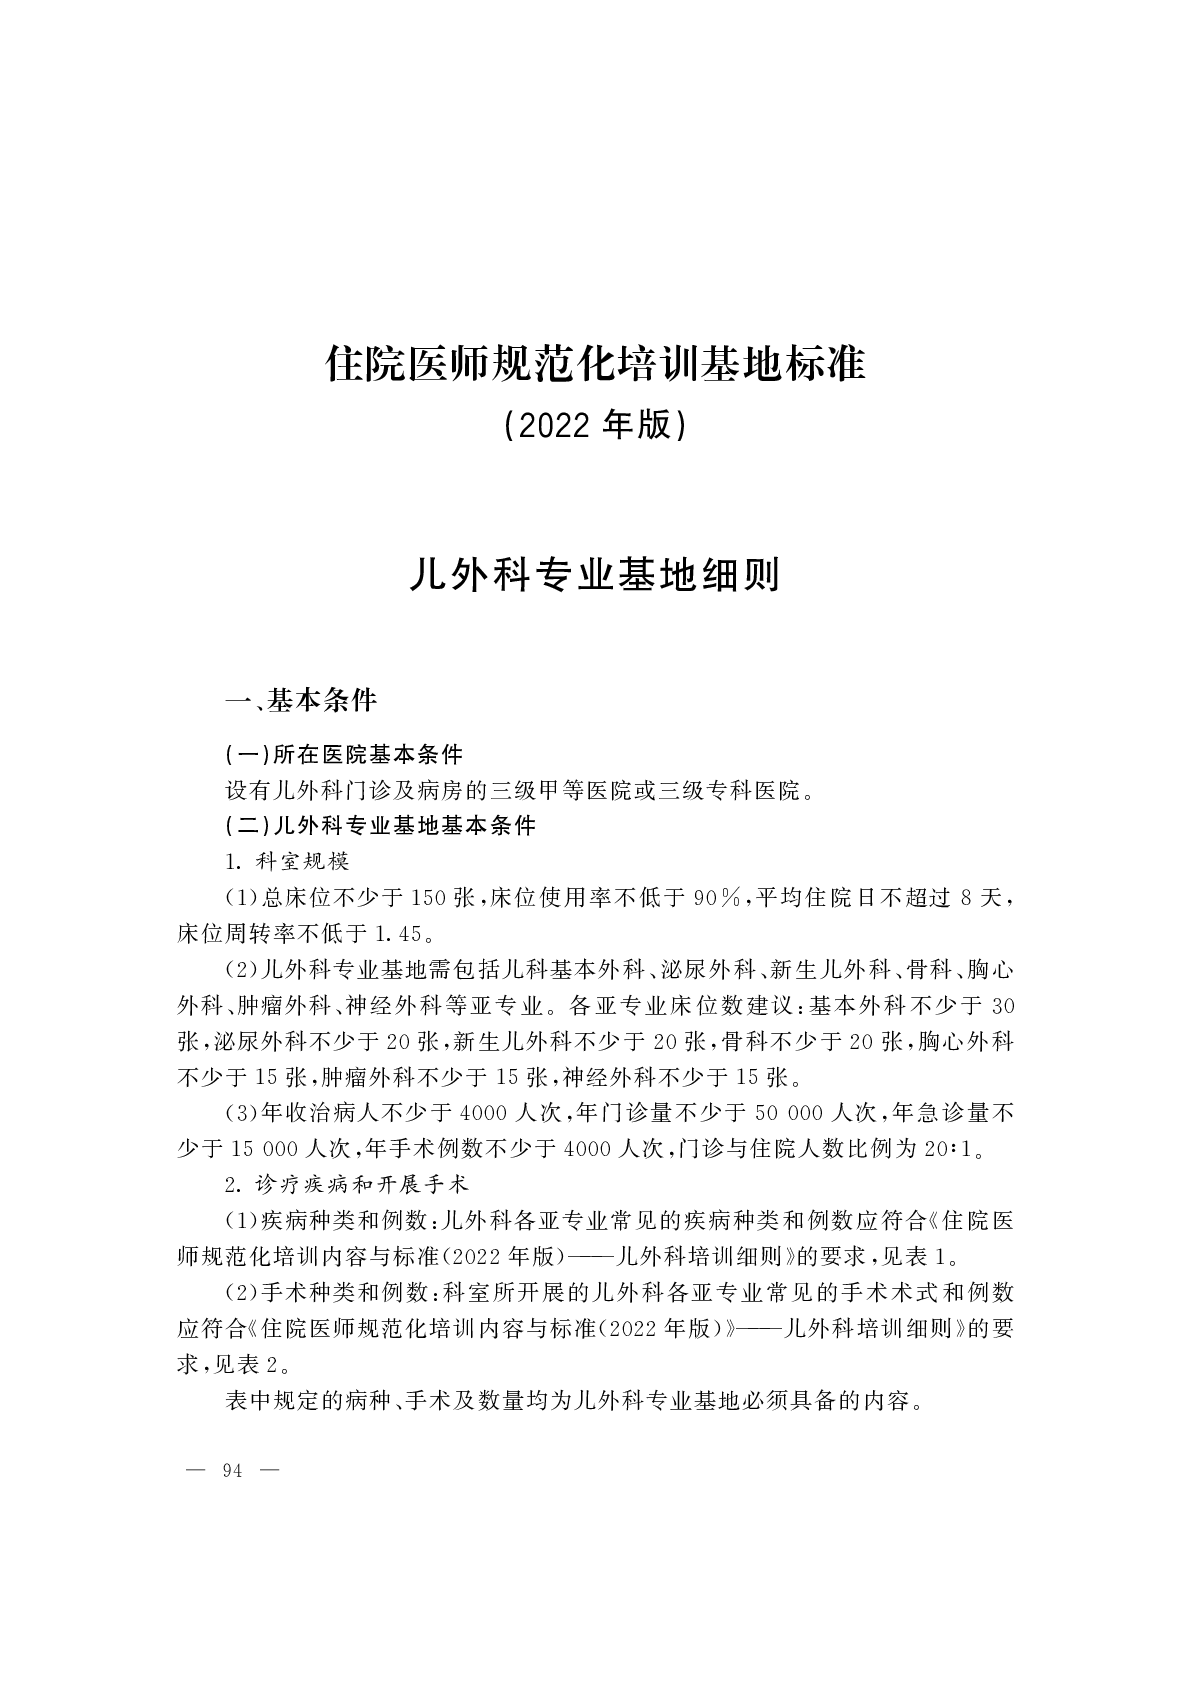 住院医师规范化培训基地标准
(2022 年版)
儿外科专业基地细则
一、基本条件
(一)所在医院基本条件
设有儿外科门诊及病房的三级甲等医院或三级专科医院。
(二)儿外科专业基地基本条件
1. 科室规模
(1)总床位不少于 150 张,床位使用率不低于 90%,平均住院日不超过 8 天,
床位周转率不低于 1.45。
(2)儿外科专业基地需包括儿科基本外科、泌尿外科、新生儿外科、骨科、胸心
外科、肿瘤外科、神经外科等亚专业。各亚专业床位数建议:基本外科不少于 30
张,泌尿外科不少于 20 张,新生儿外科不少于 20 张,骨科不少于 20 张,胸心外科
不少于 15 张,肿瘤外科不少于 15 张,神经外科不少于 15 张。
(3)年收治病人不少于 4000 人次,年门诊量不少于 50 000 人次,年急诊量不
少于 15 000 人次,年手术例数不少于 4000 人次,门诊与住院人数比例为 20∶1。
2. 诊疗疾病和开展手术
(1)疾病种类和例数:儿外科各亚专业常见的疾病种类和例数应符合《住院医
师规范化培训内容与标准(2022 年版)——儿外科培训细则》的要求,见表 1。
(2)手术种类和例数:科室所开展的儿外科各亚专业常见的手术术式和例数
应符合《住院医师规范化培训内容与标准(2022 年版)》——儿外科培训细则》的要
求,见表 2。
表中规定的病种、手术及数量均为儿外科专业基地必须具备的内容。
— 94 —